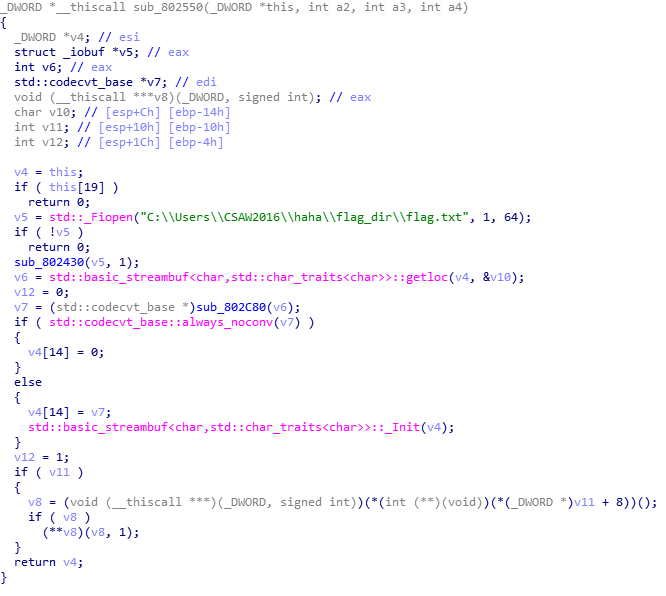 _DWORD *__thiscall sub_802550(_DWORD *this, int a2, int a3, int a4)
{
  _DWORD *v4; // esi
  struct _iobuf *v5; // eax
  int v6; // eax
  std::codecvt_base *v7; // edi
  void (__thiscall ***v8)(_DWORD, signed int); // eax
  char v10; // [esp+Ch] [ebp-14h]
  int v11; // [esp+10h] [ebp-10h]
  int v12; // [esp+1Ch] [ebp-4h]

  v4 = this;
  if ( this[19] )
    return 0;
  v5 = std::_Fiopen("C:\\Users\\CSAW2016\\haha\\flag_dir\\flag.txt", 1, 64);
  if ( !v5 )
    return 0;
  sub_802430(v5, 1);
  v6 = std::basic_streambuf<char,std::char_traits<char>>::getloc(v4, &v10);
  v12 = 0;
  v7 = (std::codecvt_base *)sub_802C80(v6);
  if ( std::codecvt_base::always_noconv(v7) )
  {
    v4[14] = 0;
  }
  else
  {
    v4[14] = v7;
    std::basic_streambuf<char,std::char_traits<char>>::_Init(v4);
  }
  v12 = 1;
  if ( v11 )
  {
    v8 = (void (__thiscall ***)(_DWORD, signed int))(*(int (**)(void))(*(_DWORD *)v11 + 8))();
    if ( v8 )
      (**v8)(v8, 1);
  }
  return v4;
}